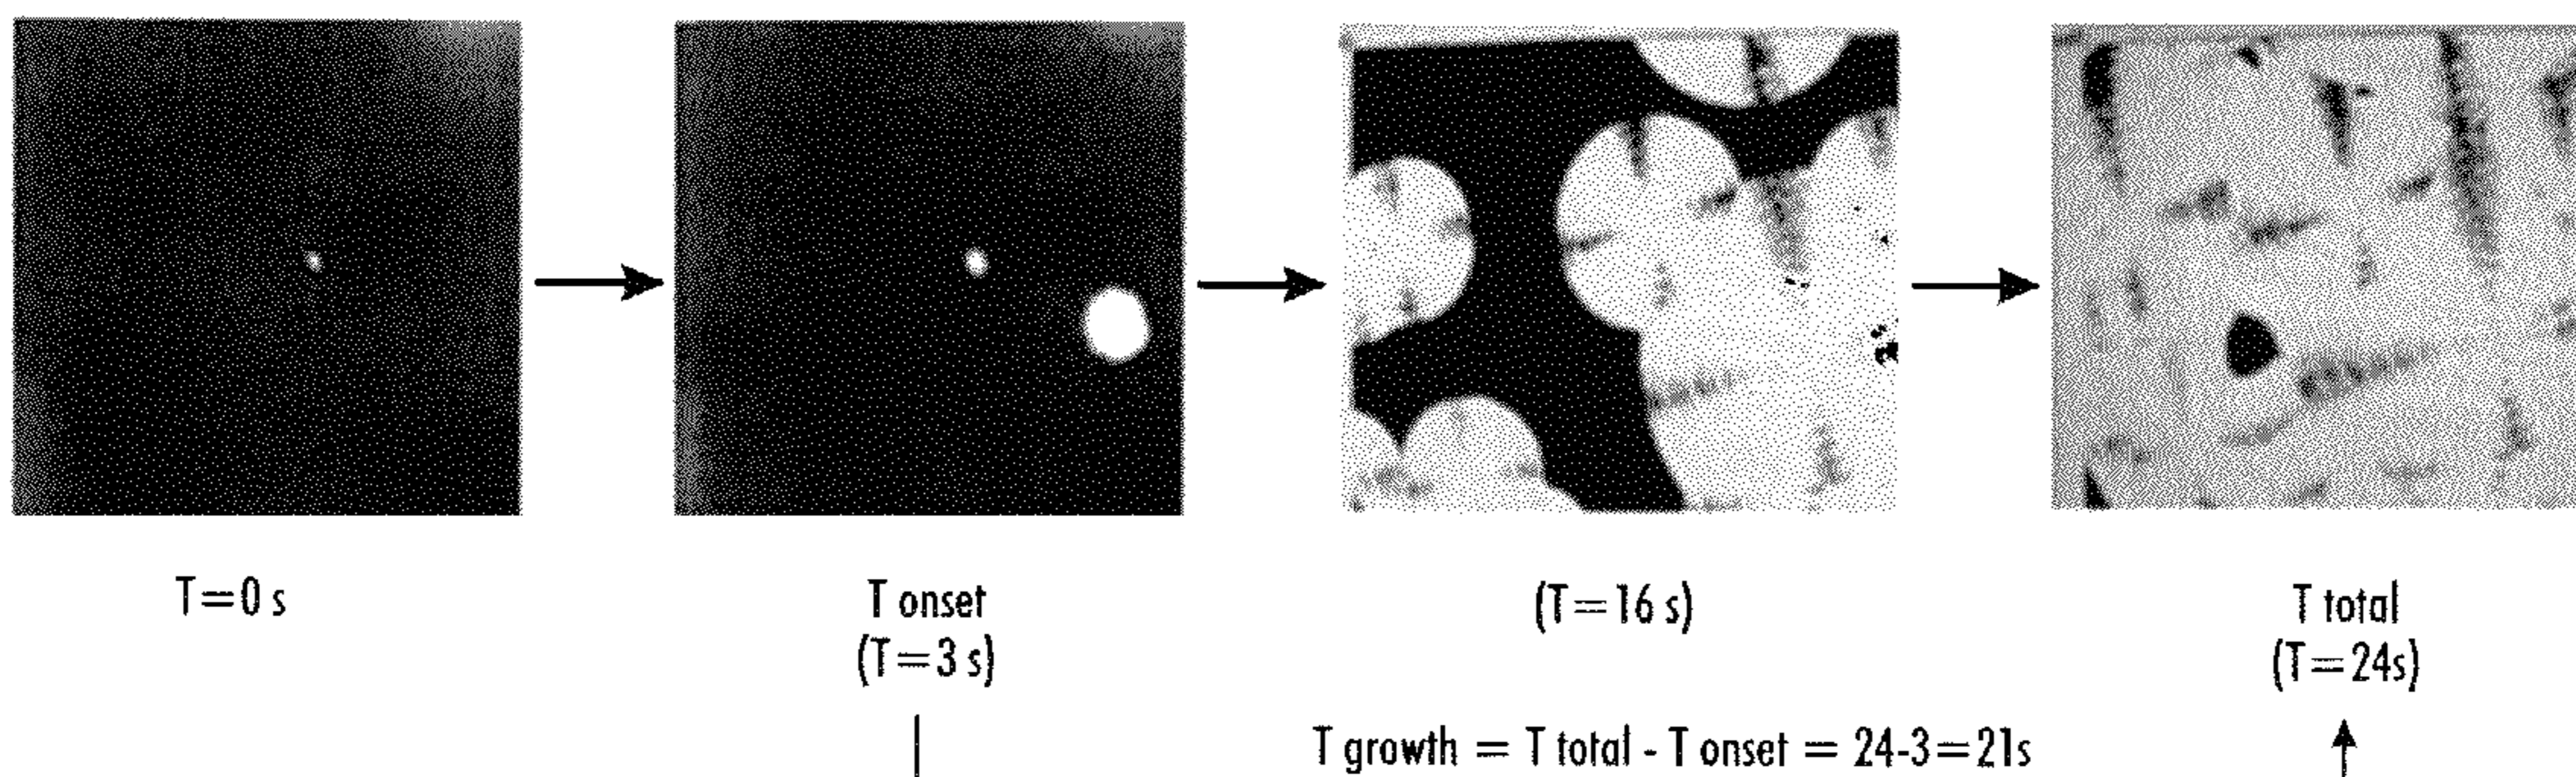 T=0 s
T onset
(T=3 s)
(T=16 s)
T total
(T=24s)
T growth = T total - T onset = 24-3=21s